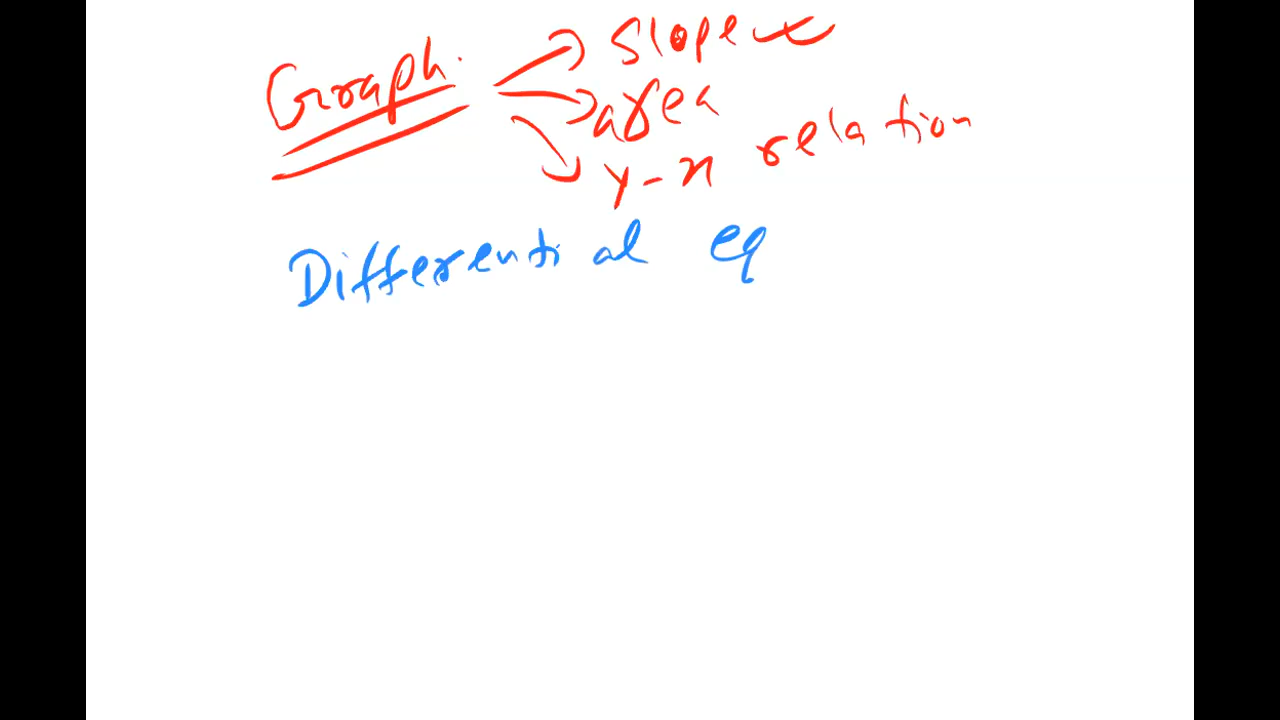 Graph. → slope
→ area
→ y-x relation
Differential eq